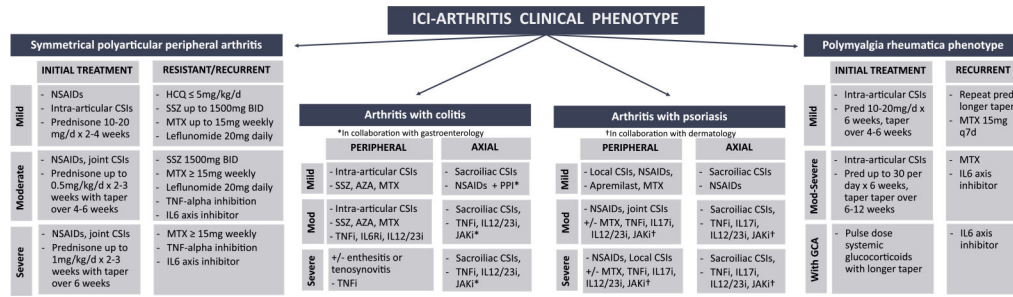 ICI-ARTHRITIS CLINICAL PHENOTYPE
Symmetrical polyarticular peripheral arthritis
INITIAL TREATMENT
RESISTANT/RECURRENT
Mild
- NSAIDs
- Intra-articular CSIs
- Prednisone 10-20
mg/d x 2-4 weeks
- HCQ ≤ 5mg/kg/d
- SSZ up to 1500mg BID
- MTX up to 15mg weekly
- Leflunomide 20mg daily
Moderate
- NSAIDs, joint CSIs
- Prednisone up to
0.5mg/kg/d x 2-3
weeks with taper
over 4-6 weeks
- SSZ 1500mg BID
- MTX ≥ 15mg weekly
- Leflunomide 20mg daily
- TNF-alpha inhibition
- IL6 axis inhibitor
Severe
- NSAIDs, joint CSIs
- Prednisone up to
1mg/kg/d x 2-3
weeks with taper
over 6 weeks
- MTX ≥ 15mg weekly
- TNF-alpha inhibition
- IL6 axis inhibitor
Arthritis with colitis
*In collaboration with gastroenterology
PERIPHERAL
AXIAL
Mild
- Intra-articular CSIs
- SSZ, AZA, MTX
- Sacroiliac CSIs
- NSAIDs + PPI*
Mod
- Intra-articular CSIs
- SSZ, AZA, MTX
- TNFi, IL6Ri, IL12/23i
- Sacroiliac CSIs,
- TNFi, IL12/23i,
JAKi*
Severe
+/- enthesitis or
tenosynovitis
- TNFi
- Sacroiliac CSIs,
- TNFi, IL12/23i,
JAKi*
Arthritis with psoriasis
†In collaboration with dermatology
PERIPHERAL
AXIAL
Mild
- Local CSIs, NSAIDs,
- Apremilast, MTX
- Sacroiliac CSIs
- NSAIDs
Mod
- NSAIDs, joint CSIs
+/- MTX, TNFi, IL17i,
IL12/23i, JAKi†
- Sacroiliac CSIs,
- TNFi, IL17i,
IL12/23i, JAKi†
Severe
- NSAIDs, Local CSIs
+/- MTX, TNFi, IL17i,
IL12/23i, JAKi†
- Sacroiliac CSIs,
- TNFi, IL17i,
IL12/23i, JAKi†
Polymyalgia rheumatica phenotype
INITIAL TREATMENT
RECURRENT
Mild
- Intra-articular CSIs
- Pred 10-20mg/d x
6 weeks, taper
over 4-6 weeks
- Repeat pred
longer taper
- MTX 15mg
q7d
Mod-Severe
- Intra-articular CSIs
- Pred up to 30 per
day x 6 weeks,
taper taper over
6-12 weeks
- MTX
- IL6 axis
inhibitor
With GCA
- Pulse dose
systemic
glucocorticoids
with longer taper
- IL6 axis
inhibitor